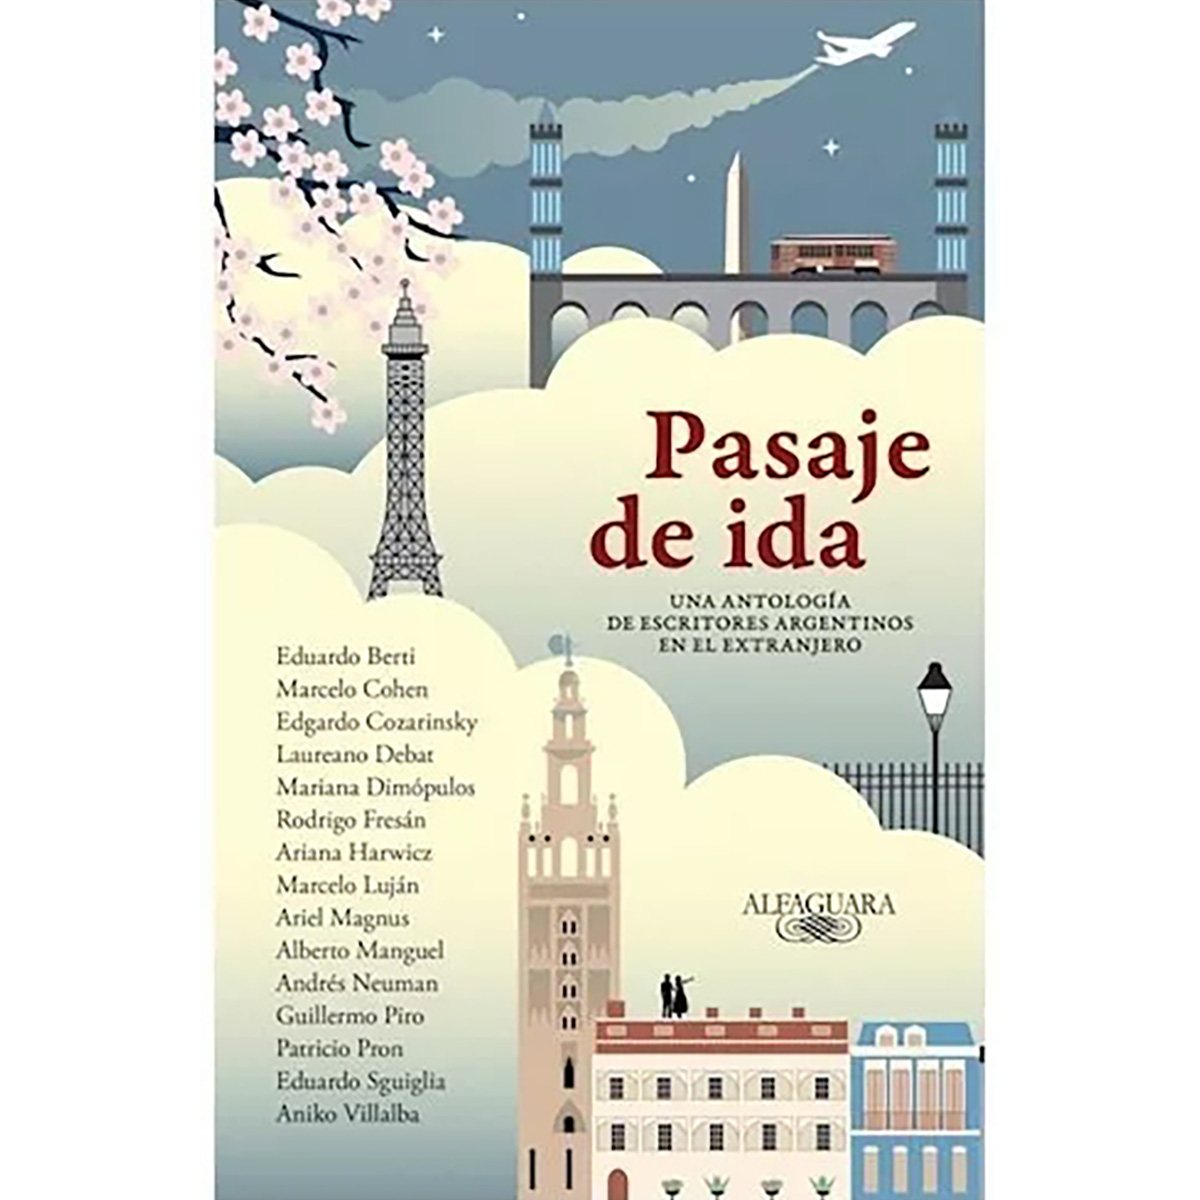 Pasaje
de ida
UNA ANTOLOGÍA
DE ESCRITORES ARGENTINOS
EN EL EXTRANJERO
Eduardo Berti
Marcelo Cohen
Edgardo Cozarinsky
Laureano Debat
Mariana Dimópulos
Rodrigo Fresán
Ariana Harwicz
Marcelo Luján
Ariel Magnus
Alberto Manguel
Andrés Neuman
Guillermo Piro
Patricio Pron
Eduardo Sguiglia
Aniko Villalba
ALFAGUARA